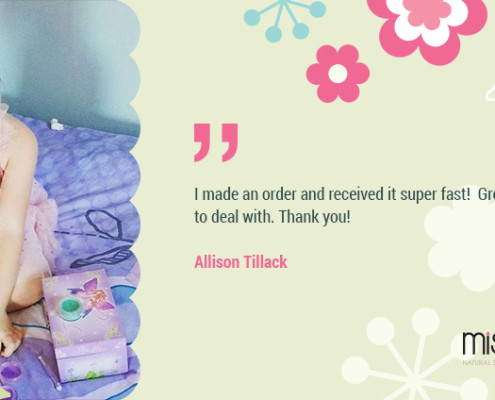 I made an order and received it super fast!
to deal with. Thank you!
Allison Tillack